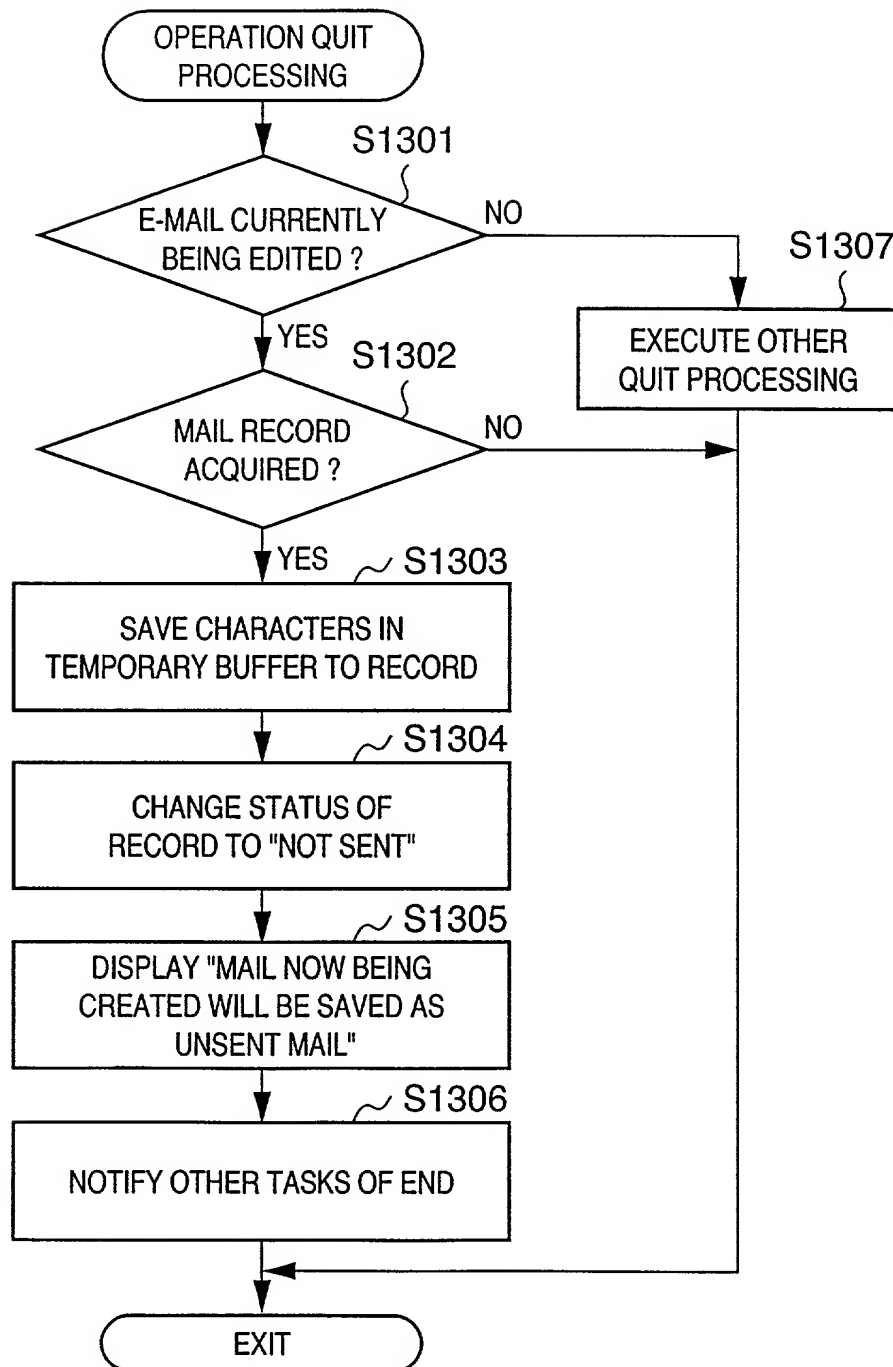 OPERATION QUIT
PROCESSING
S1301
E-MAIL CURRENTLY
BEING EDITED ?
NO
S1307
EXECUTE OTHER
QUIT PROCESSING
YES
S1302
MAIL RECORD
ACQUIRED ?
NO
YES
S1303
SAVE CHARACTERS IN
TEMPORARY BUFFER TO RECORD
S1304
CHANGE STATUS OF
RECORD TO "NOT SENT"
S1305
DISPLAY "MAIL NOW BEING
CREATED WILL BE SAVED AS
UNSENT MAIL"
S1306
NOTIFY OTHER TASKS OF END
EXIT